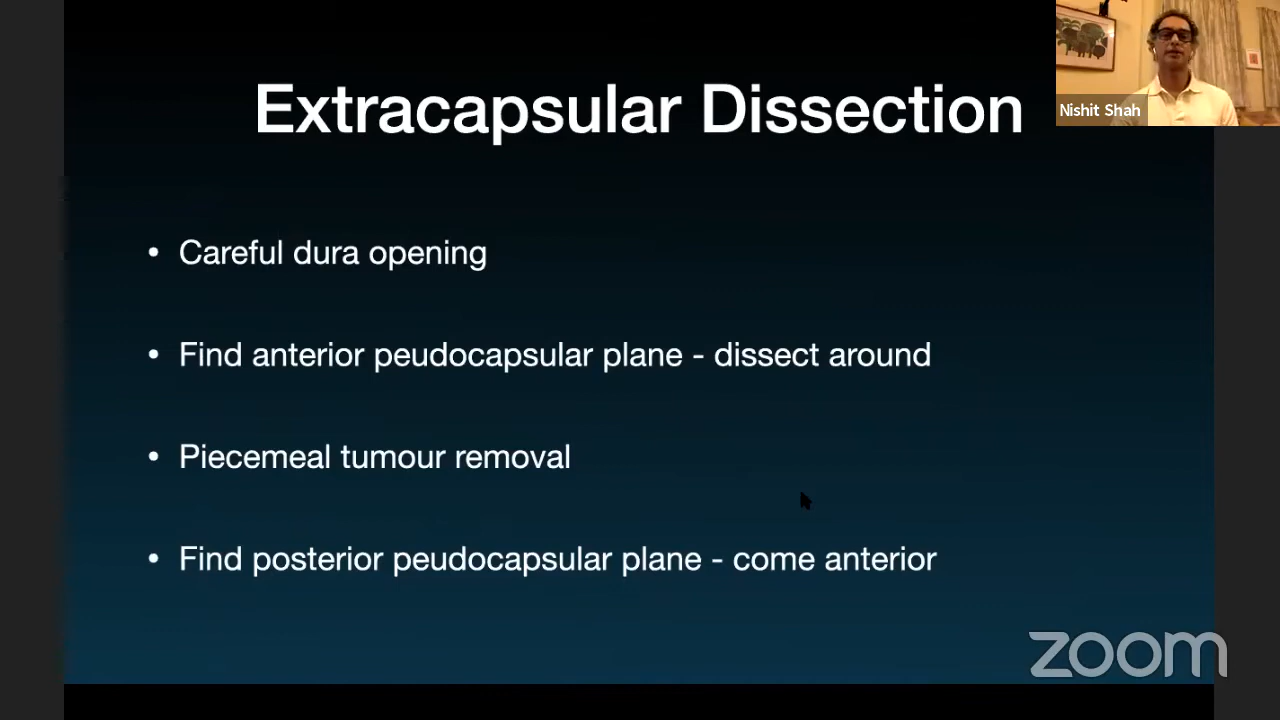 Extracapsular Dissection
Nishit Shah
• Careful dura opening
• Find anterior peudocapsular plane - dissect around
• Piecemeal tumour removal
• Find posterior peudocapsular plane - come anterior
zoom